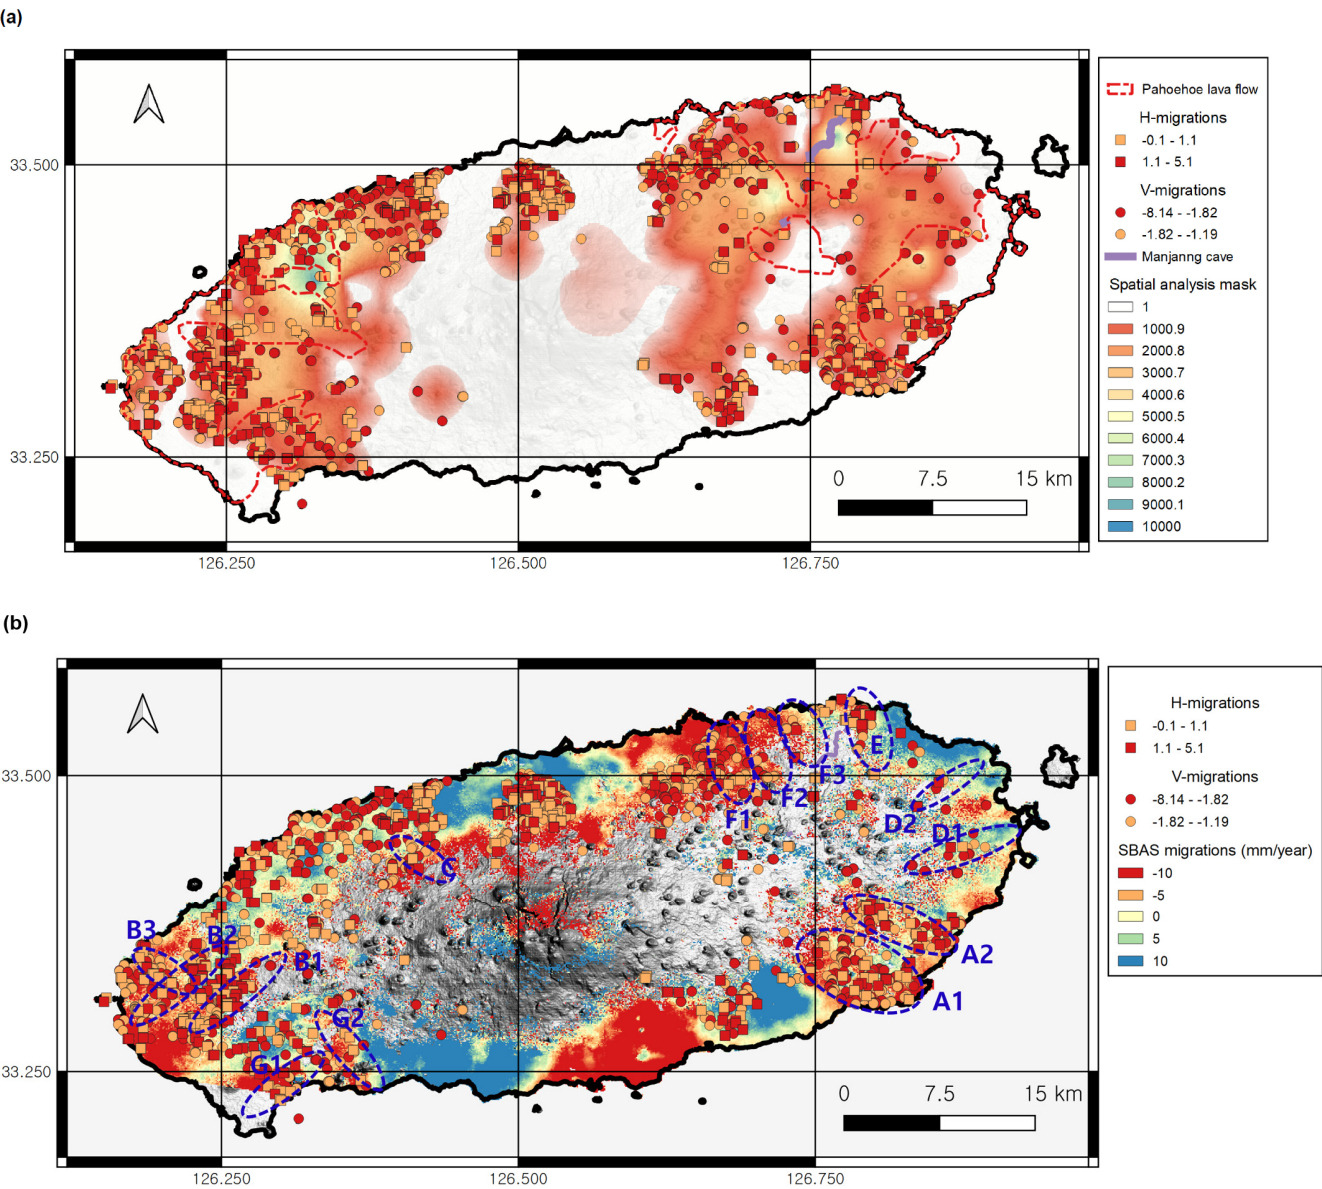 (a)
33.500
33.250
126.250
126.500
126.750
0 7.5 15 km
Pahoehoe lava flow
H-migrations
-0.1 - 1.1
1.1 - 5.1
V-migrations
-8.14 - -1.82
-1.82 - -1.19
Manjanng cave
Spatial analysis mask
1
1000.9
2000.8
3000.7
4000.6
5000.5
6000.4
7000.3
8000.2
9000.1
10000
(b)
33.500
33.250
126.250
126.500
126.750
E
F3
F2
F1
D2
D1
C
B3
B2
B1
A2
A1
G2
G1
0 7.5 15 km
H-migrations
-0.1 - 1.1
1.1 - 5.1
V-migrations
-8.14 - -1.82
-1.82 - -1.19
SBAS migrations (mm/year)
-10
-5
0
5
10